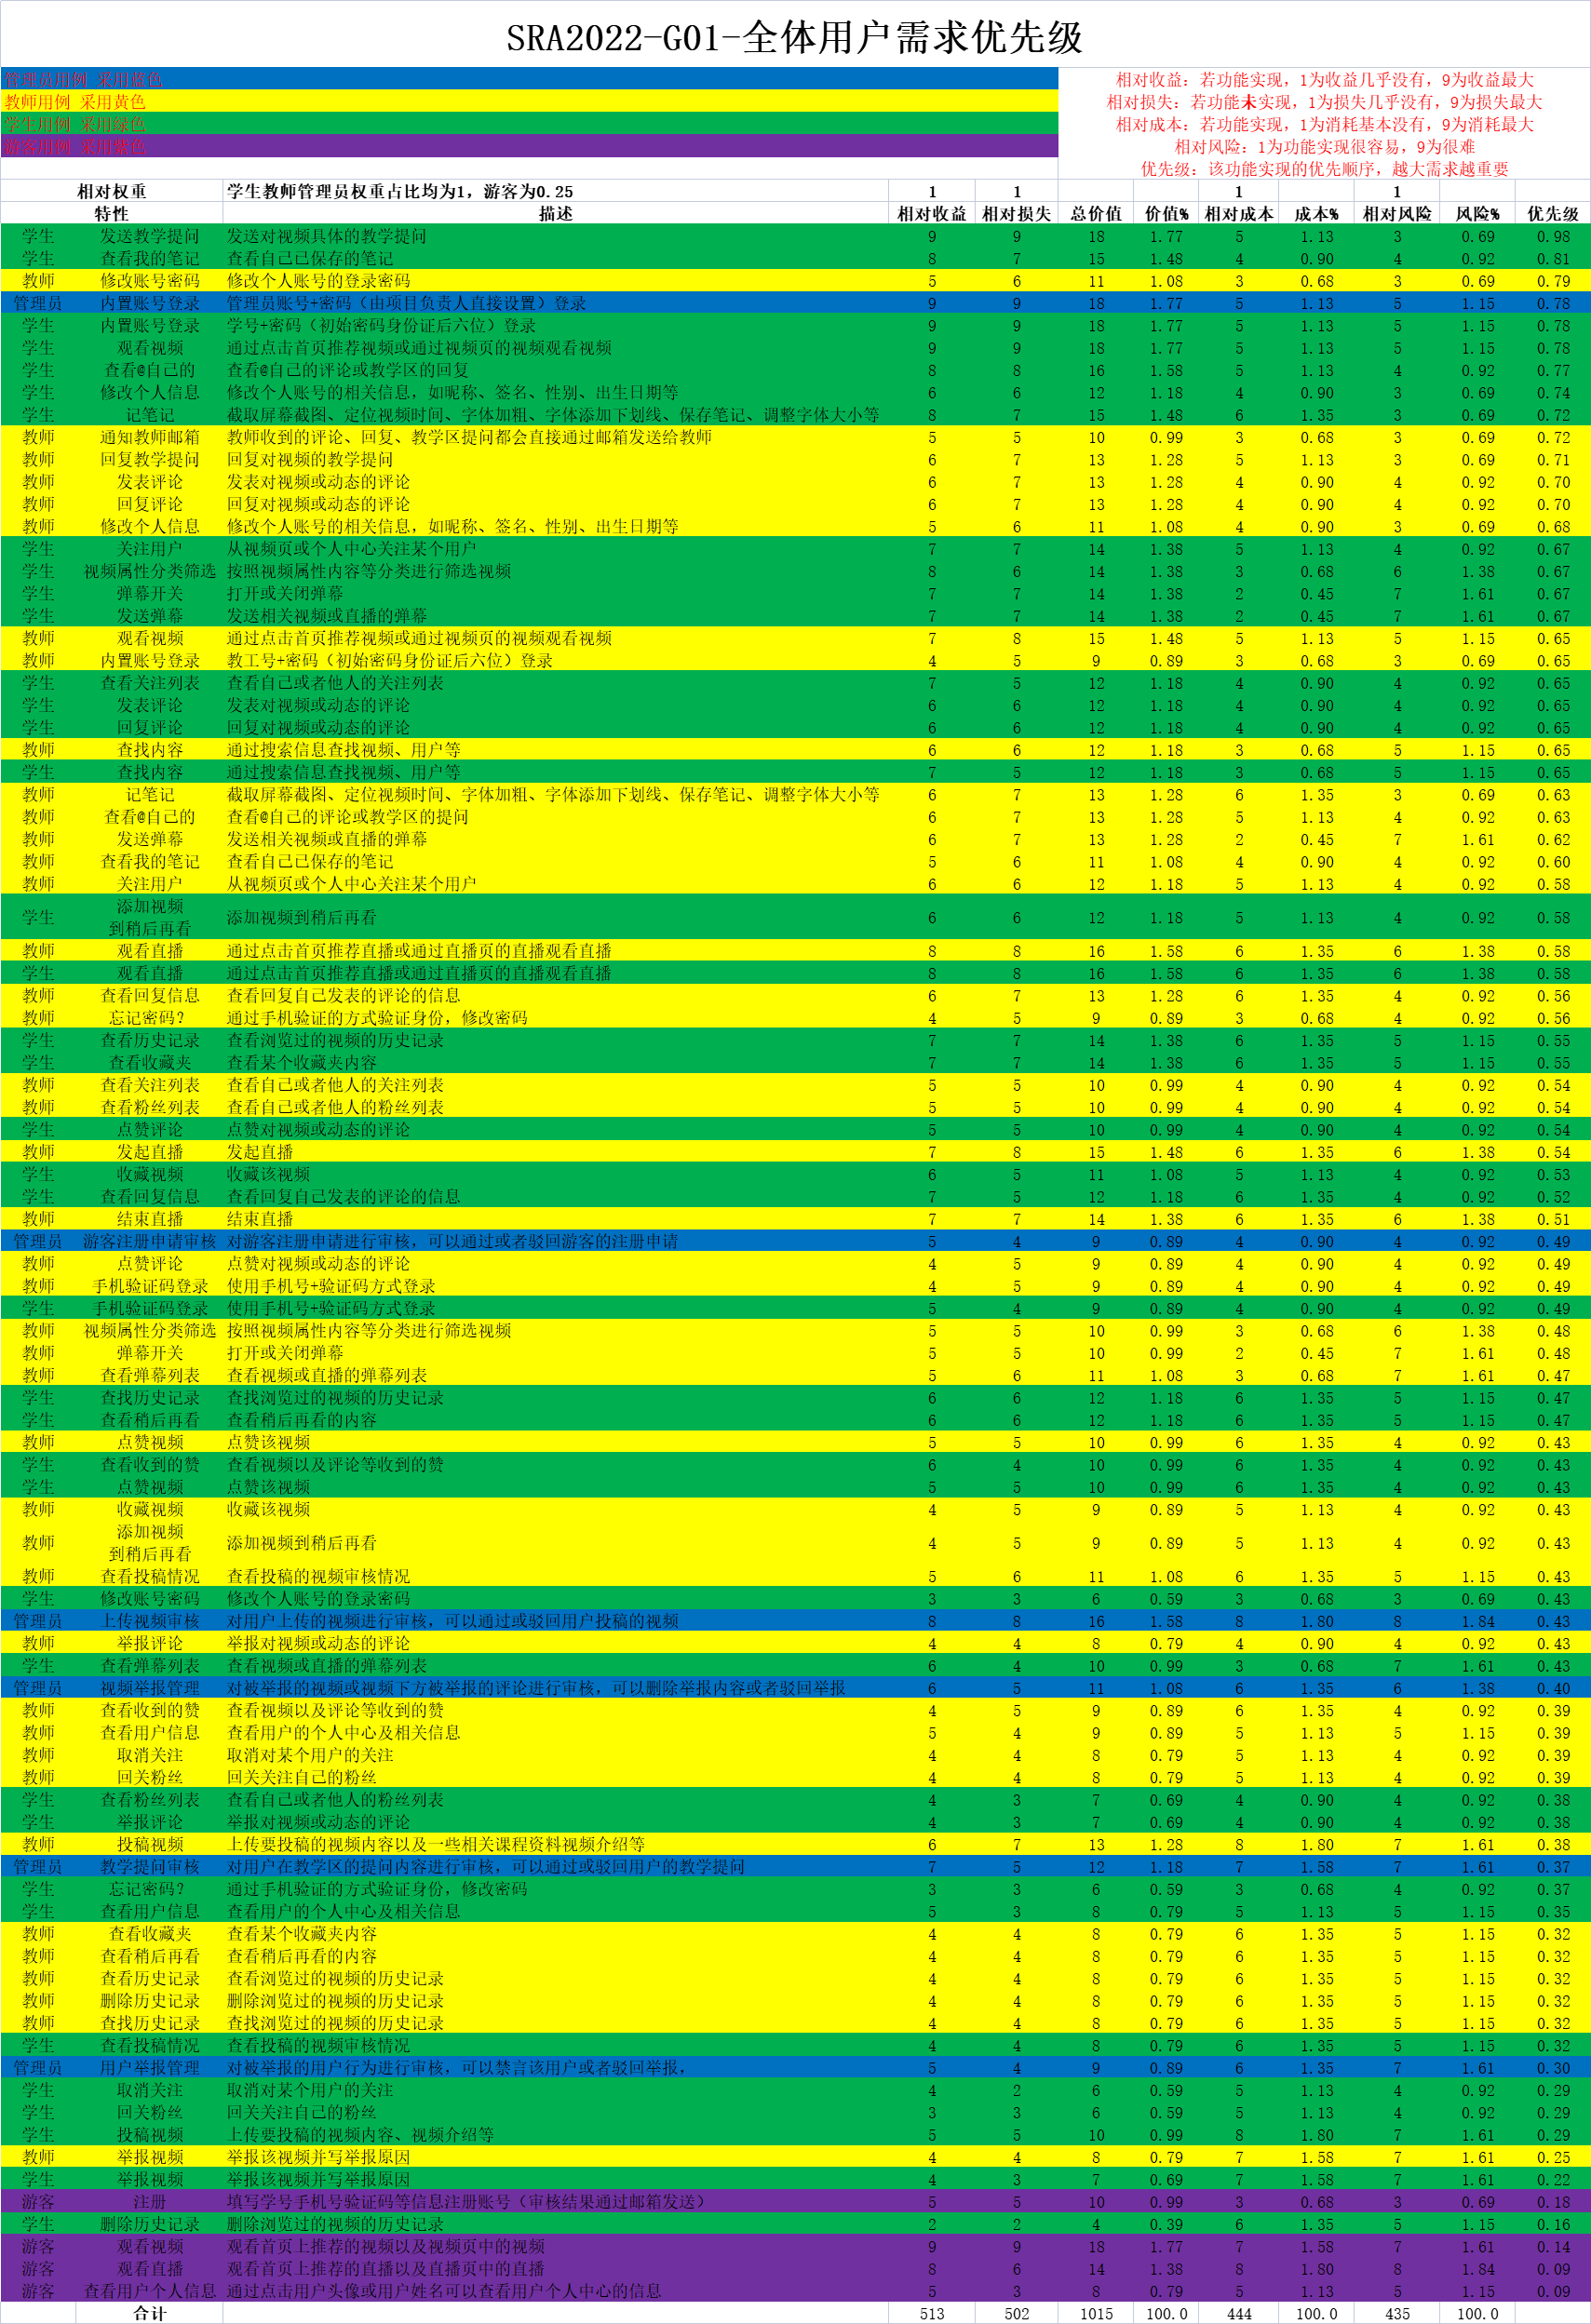 SRA2022-G01-全体用户需求优先级
管理员用例 采用蓝色
教师用例 采用黄色
学生用例 采用绿色
游客用例 采用紫色
相对收益：若功能实现，1为收益几乎没有，9为收益最大
相对损失：若功能未实现，1为损失几乎没有，9为损失最大
相对成本：若功能实现，1为消耗基本没有，9为消耗最大
相对风险：1为功能实现很容易，9为很难
优先级：该功能实现的优先顺序，越大需求越重要
相对权重 学生教师管理员权重占比均为1，游客为0.25 1 1 1 1
特性 描述 相对收益 相对损失 总价值 价值% 相对成本 成本% 相对风险 风险% 优先级
学生 发送教学提问 发送对视频具体的教学提问 9 9 18 1.77 5 1.13 3 0.69 0.98
学生 查看我的笔记 查看自己已保存的笔记 8 7 15 1.48 4 0.90 4 0.92 0.81
教师 修改账号密码 修改个人账号的登录密码 5 6 11 1.08 3 0.68 3 0.69 0.79
管理员 内置账号登录 管理员账号+密码（由项目负责人直接设置）登录 9 9 18 1.77 5 1.13 5 1.15 0.78
学生 内置账号登录 学号+密码（初始密码身份证后六位）登录 9 9 18 1.77 5 1.13 5 1.15 0.78
学生 观看视频 通过点击首页推荐视频或通过视频页的视频观看视频 9 9 18 1.77 5 1.13 5 1.15 0.78
学生 查看@自己的 查看@自己的评论或教学区的回复 8 8 16 1.58 5 1.13 4 0.92 0.77
学生 修改个人信息 修改个人账号的相关信息，如昵称、签名、性别、出生日期等 6 6 12 1.18 4 0.90 3 0.69 0.74
学生 记笔记 截取屏幕截图、定位视频时间、字体加粗、字体添加下划线、保存笔记、调整字体大小等 8 7 15 1.48 6 1.35 3 0.69 0.72
教师 通知教师邮箱 教师收到的评论、回复、教学区提问都会直接通过邮箱发送给教师 5 5 10 0.99 3 0.68 3 0.69 0.72
教师 回复教学提问 回复对视频的教学提问 6 7 13 1.28 5 1.13 3 0.69 0.71
教师 发表评论 发表对视频或动态的评论 6 7 13 1.28 4 0.90 4 0.92 0.70
教师 回复评论 回复对视频或动态的评论 6 7 13 1.28 4 0.90 4 0.92 0.70
教师 修改个人信息 修改个人账号的相关信息，如昵称、签名、性别、出生日期等 5 6 11 1.08 4 0.90 3 0.69 0.68
学生 关注用户 从视频页或个人中心关注某个用户 7 7 14 1.38 5 1.13 4 0.92 0.67
学生 视频属性分类筛选 按照视频属性内容等分类进行筛选视频 8 6 14 1.38 3 0.68 6 1.38 0.67
学生 弹幕开关 打开或关闭弹幕 7 7 14 1.38 2 0.45 7 1.61 0.67
学生 发送弹幕 发送相关视频或直播的弹幕 7 7 14 1.38 2 0.45 7 1.61 0.67
教师 观看视频 通过点击首页推荐视频或通过视频页的视频观看视频 7 8 15 1.48 5 1.13 5 1.15 0.65
教师 内置账号登录 教工号+密码（初始密码身份证后六位）登录 4 5 9 0.89 3 0.68 3 0.69 0.65
学生 查看关注列表 查看自己或者他人的关注列表 7 5 12 1.18 4 0.90 4 0.92 0.65
学生 发表评论 发表对视频或动态的评论 6 6 12 1.18 4 0.90 4 0.92 0.65
学生 回复评论 回复对视频或动态的评论 6 6 12 1.18 4 0.90 4 0.92 0.65
教师 查找内容 通过搜索信息查找视频、用户等 6 6 12 1.18 3 0.68 5 1.15 0.65
学生 查找内容 通过搜索信息查找视频、用户等 7 5 12 1.18 3 0.68 5 1.15 0.65
教师 记笔记 截取屏幕截图、定位视频时间、字体加粗、字体添加下划线、保存笔记、调整字体大小等 6 7 13 1.28 6 1.35 3 0.69 0.63
教师 查看@自己的 查看@自己的评论或教学区的提问 6 7 13 1.28 5 1.13 4 0.92 0.63
教师 发送弹幕 发送相关视频或直播的弹幕 6 7 13 1.28 2 0.45 7 1.61 0.62
教师 查看我的笔记 查看自己已保存的笔记 5 6 11 1.08 4 0.90 4 0.92 0.60
教师 关注用户 从视频页或个人中心关注某个用户 6 6 12 1.18 5 1.13 4 0.92 0.58
学生 添加视频
到稍后再看 添加视频到稍后再看 6 6 12 1.18 5 1.13 4 0.92 0.58
教师 观看直播 通过点击首页推荐直播或通过直播页的直播观看直播 8 8 16 1.58 6 1.35 6 1.38 0.58
学生 观看直播 通过点击首页推荐直播或通过直播页的直播观看直播 8 8 16 1.58 6 1.35 6 1.38 0.58
教师 查看回复信息 查看回复自己发表的评论的信息 6 7 13 1.28 6 1.35 4 0.92 0.56
教师 忘记密码？ 通过手机验证的方式验证身份，修改密码 4 5 9 0.89 3 0.68 4 0.92 0.56
学生 查看历史记录 查看浏览过的视频的历史记录 7 7 14 1.38 6 1.35 5 1.15 0.55
学生 查看收藏夹 查看某个收藏夹内容 7 7 14 1.38 6 1.35 5 1.15 0.55
教师 查看关注列表 查看自己或者他人的关注列表 5 5 10 0.99 4 0.90 4 0.92 0.54
教师 查看粉丝列表 查看自己或者他人的粉丝列表 5 5 10 0.99 4 0.90 4 0.92 0.54
学生 点赞评论 点赞对视频或动态的评论 5 5 10 0.99 4 0.90 4 0.92 0.54
教师 发起直播 发起直播 7 8 15 1.48 6 1.35 6 1.38 0.54
学生 收藏视频 收藏该视频 6 5 11 1.08 5 1.13 4 0.92 0.53
学生 查看回复信息 查看回复自己发表的评论的信息 7 5 12 1.18 6 1.35 4 0.92 0.52
教师 结束直播 结束直播 7 7 14 1.38 6 1.35 6 1.38 0.51
管理员 游客注册申请审核 对游客注册申请进行审核，可以通过或者驳回游客的注册申请 5 4 9 0.89 4 0.90 4 0.92 0.49
教师 点赞评论 点赞对视频或动态的评论 4 5 9 0.89 4 0.90 4 0.92 0.49
教师 手机验证码登录 使用手机号+验证码方式登录 4 5 9 0.89 4 0.90 4 0.92 0.49
学生 手机验证码登录 使用手机号+验证码方式登录 5 4 9 0.89 4 0.90 4 0.92 0.49
教师 视频属性分类筛选 按照视频属性内容等分类进行筛选视频 5 5 10 0.99 3 0.68 6 1.38 0.48
教师 弹幕开关 打开或关闭弹幕 5 5 10 0.99 2 0.45 7 1.61 0.48
教师 查看弹幕列表 查看视频或直播的弹幕列表 5 6 11 1.08 3 0.68 7 1.61 0.47
学生 查找历史记录 查找浏览过的视频的历史记录 6 6 12 1.18 6 1.35 5 1.15 0.47
学生 查看稍后再看 查看稍后再看的内容 6 6 12 1.18 6 1.35 5 1.15 0.47
教师 点赞视频 点赞该视频 5 5 10 0.99 6 1.35 4 0.92 0.43
学生 查看收到的赞 查看视频以及评论等收到的赞 6 4 10 0.99 6 1.35 4 0.92 0.43
学生 点赞视频 点赞该视频 5 5 10 0.99 6 1.35 4 0.92 0.43
教师 收藏视频 收藏该视频 4 5 9 0.89 5 1.13 4 0.92 0.43
教师 添加视频
到稍后再看 添加视频到稍后再看 4 5 9 0.89 5 1.13 4 0.92 0.43
教师 查看投稿情况 查看投稿的视频审核情况 5 6 11 1.08 6 1.35 5 1.15 0.43
学生 修改账号密码 修改个人账号的登录密码 3 3 6 0.59 3 0.68 3 0.69 0.43
管理员 上传视频审核 对用户上传的视频进行审核，可以通过或驳回用户投稿的视频 8 8 16 1.58 8 1.80 8 1.84 0.43
教师 举报评论 举报对视频或动态的评论 4 4 8 0.79 4 0.90 4 0.92 0.43
学生 查看弹幕列表 查看视频或直播的弹幕列表 6 4 10 0.99 3 0.68 7 1.61 0.43
管理员 视频举报管理 对被举报的视频或视频下方被举报的评论进行审核，可以删除举报内容或者驳回举报 6 5 11 1.08 6 1.35 6 1.38 0.40
教师 查看收到的赞 查看视频以及评论等收到的赞 4 5 9 0.89 6 1.35 4 0.92 0.39
教师 查看用户信息 查看用户的个人中心及相关信息 5 4 9 0.89 5 1.13 5 1.15 0.39
教师 取消关注 取消对某个用户的关注 4 4 8 0.79 5 1.13 4 0.92 0.39
教师 回关粉丝 回关关注自己的粉丝 4 4 8 0.79 5 1.13 4 0.92 0.39
学生 查看粉丝列表 查看自己或者他人的粉丝列表 4 3 7 0.69 4 0.90 4 0.92 0.38
学生 举报评论 举报对视频或动态的评论 4 3 7 0.69 4 0.90 4 0.92 0.38
教师 投稿视频 上传要投稿的视频内容以及一些相关课程资料视频介绍等 6 7 13 1.28 8 1.80 7 1.61 0.38
管理员 教学提问审核 对用户在教学区的提问内容进行审核，可以通过或驳回用户的教学提问 7 5 12 1.18 7 1.58 7 1.61 0.37
学生 忘记密码？ 通过手机验证的方式验证身份，修改密码 3 3 6 0.59 3 0.68 4 0.92 0.37
学生 查看用户信息 查看用户的个人中心及相关信息 5 3 8 0.79 5 1.13 5 1.15 0.35
教师 查看收藏夹 查看某个收藏夹内容 4 4 8 0.79 6 1.35 5 1.15 0.32
教师 查看稍后再看 查看稍后再看的内容 4 4 8 0.79 6 1.35 5 1.15 0.32
教师 查看历史记录 查看浏览过的视频的历史记录 4 4 8 0.79 6 1.35 5 1.15 0.32
教师 删除历史记录 删除浏览过的视频的历史记录 4 4 8 0.79 6 1.35 5 1.15 0.32
教师 查找历史记录 查找浏览过的视频的历史记录 4 4 8 0.79 6 1.35 5 1.15 0.32
学生 查看投稿情况 查看投稿的视频审核情况 4 4 8 0.79 6 1.35 5 1.15 0.32
管理员 用户举报管理 对被举报的用户行为进行审核，可以禁言该用户或者驳回举报， 5 4 9 0.89 6 1.35 7 1.61 0.30
学生 取消关注 取消对某个用户的关注 4 2 6 0.59 5 1.13 4 0.92 0.29
学生 回关粉丝 回关关注自己的粉丝 3 3 6 0.59 5 1.13 4 0.92 0.29
学生 投稿视频 上传要投稿的视频内容、视频介绍等 5 5 10 0.99 8 1.80 7 1.61 0.29
教师 举报视频 举报该视频并写举报原因 4 4 8 0.79 7 1.58 7 1.61 0.25
学生 举报视频 举报该视频并写举报原因 4 3 7 0.69 7 1.58 7 1.61 0.22
游客 注册 填写学号手机号验证码等信息注册账号（审核结果通过邮箱发送） 5 5 10 0.99 3 0.68 3 0.69 0.18
学生 删除历史记录 删除浏览过的视频的历史记录 2 2 4 0.39 6 1.35 5 1.15 0.16
游客 观看视频 观看首页上推荐的视频以及视频页中的视频 9 9 18 1.77 7 1.58 7 1.61 0.14
游客 观看直播 观看首页上推荐的直播以及直播页中的直播 8 6 14 1.38 8 1.80 8 1.84 0.09
游客 查看用户个人信息 通过点击用户头像或用户姓名可以查看用户个人中心的信息 5 3 8 0.79 5 1.13 5 1.15 0.09
合计 513 502 1015 100.0 444 100.0 435 100.0